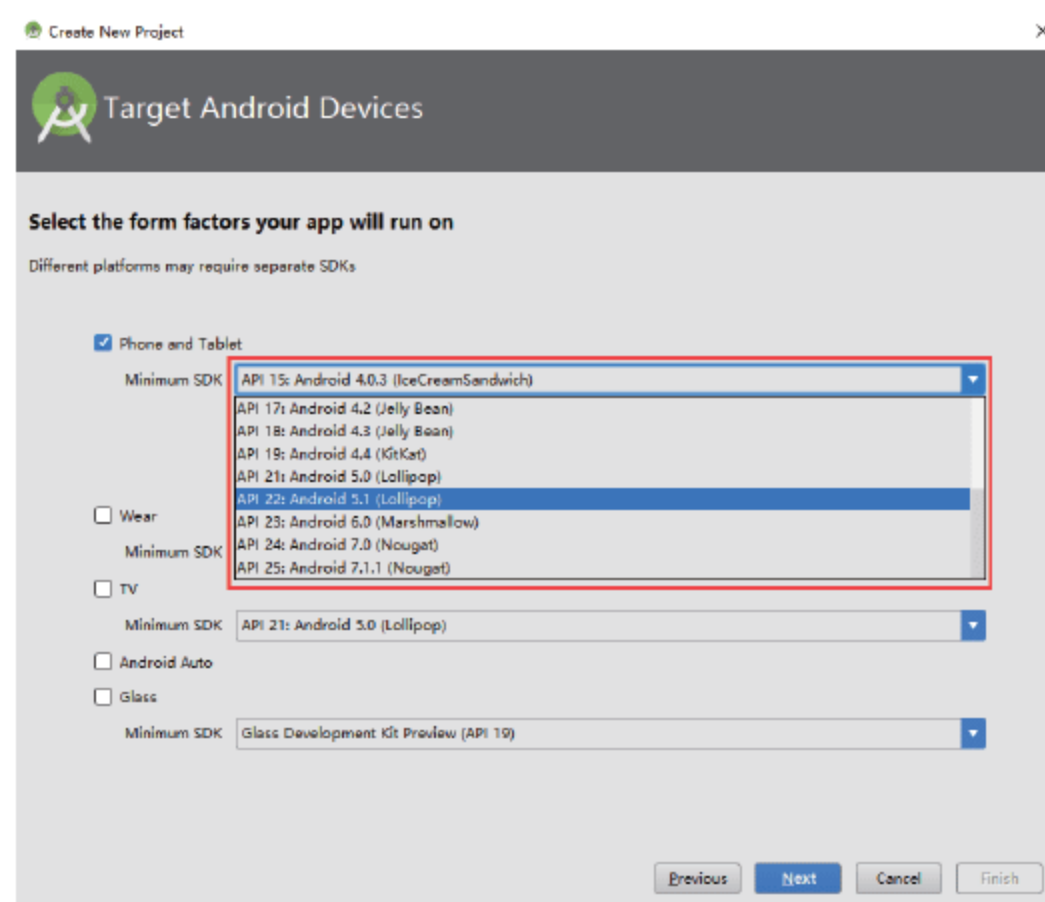 Create New Project
Target Android Devices
Select the form factors your app will run on
Different platforms may require separate SDKs
Phone and Tablet
Minimum SDK API 15: Android 4.0.3 (IceCreamSandwich)
API 17: Android 4.2 (Jelly Bean)
API 18: Android 4.3 (Jelly Bean)
API 19: Android 4.4 (KitKat)
API 21: Android 5.0 (Lollipop)
API 22: Android 5.1 (Lollipop)
Wear
API 23: Android 6.0 (Marshmallow)
API 24: Android 7.0 (Nougat)
Minimum SDK
API 25: Android 7.1.1 (Nougat)
TV
Minimum SDK API 21: Android 5.0 (Lollipop)
Android Auto
Glass
Minimum SDK Glass Development Kit Preview (API 19)
Previous Next Cancel Finish